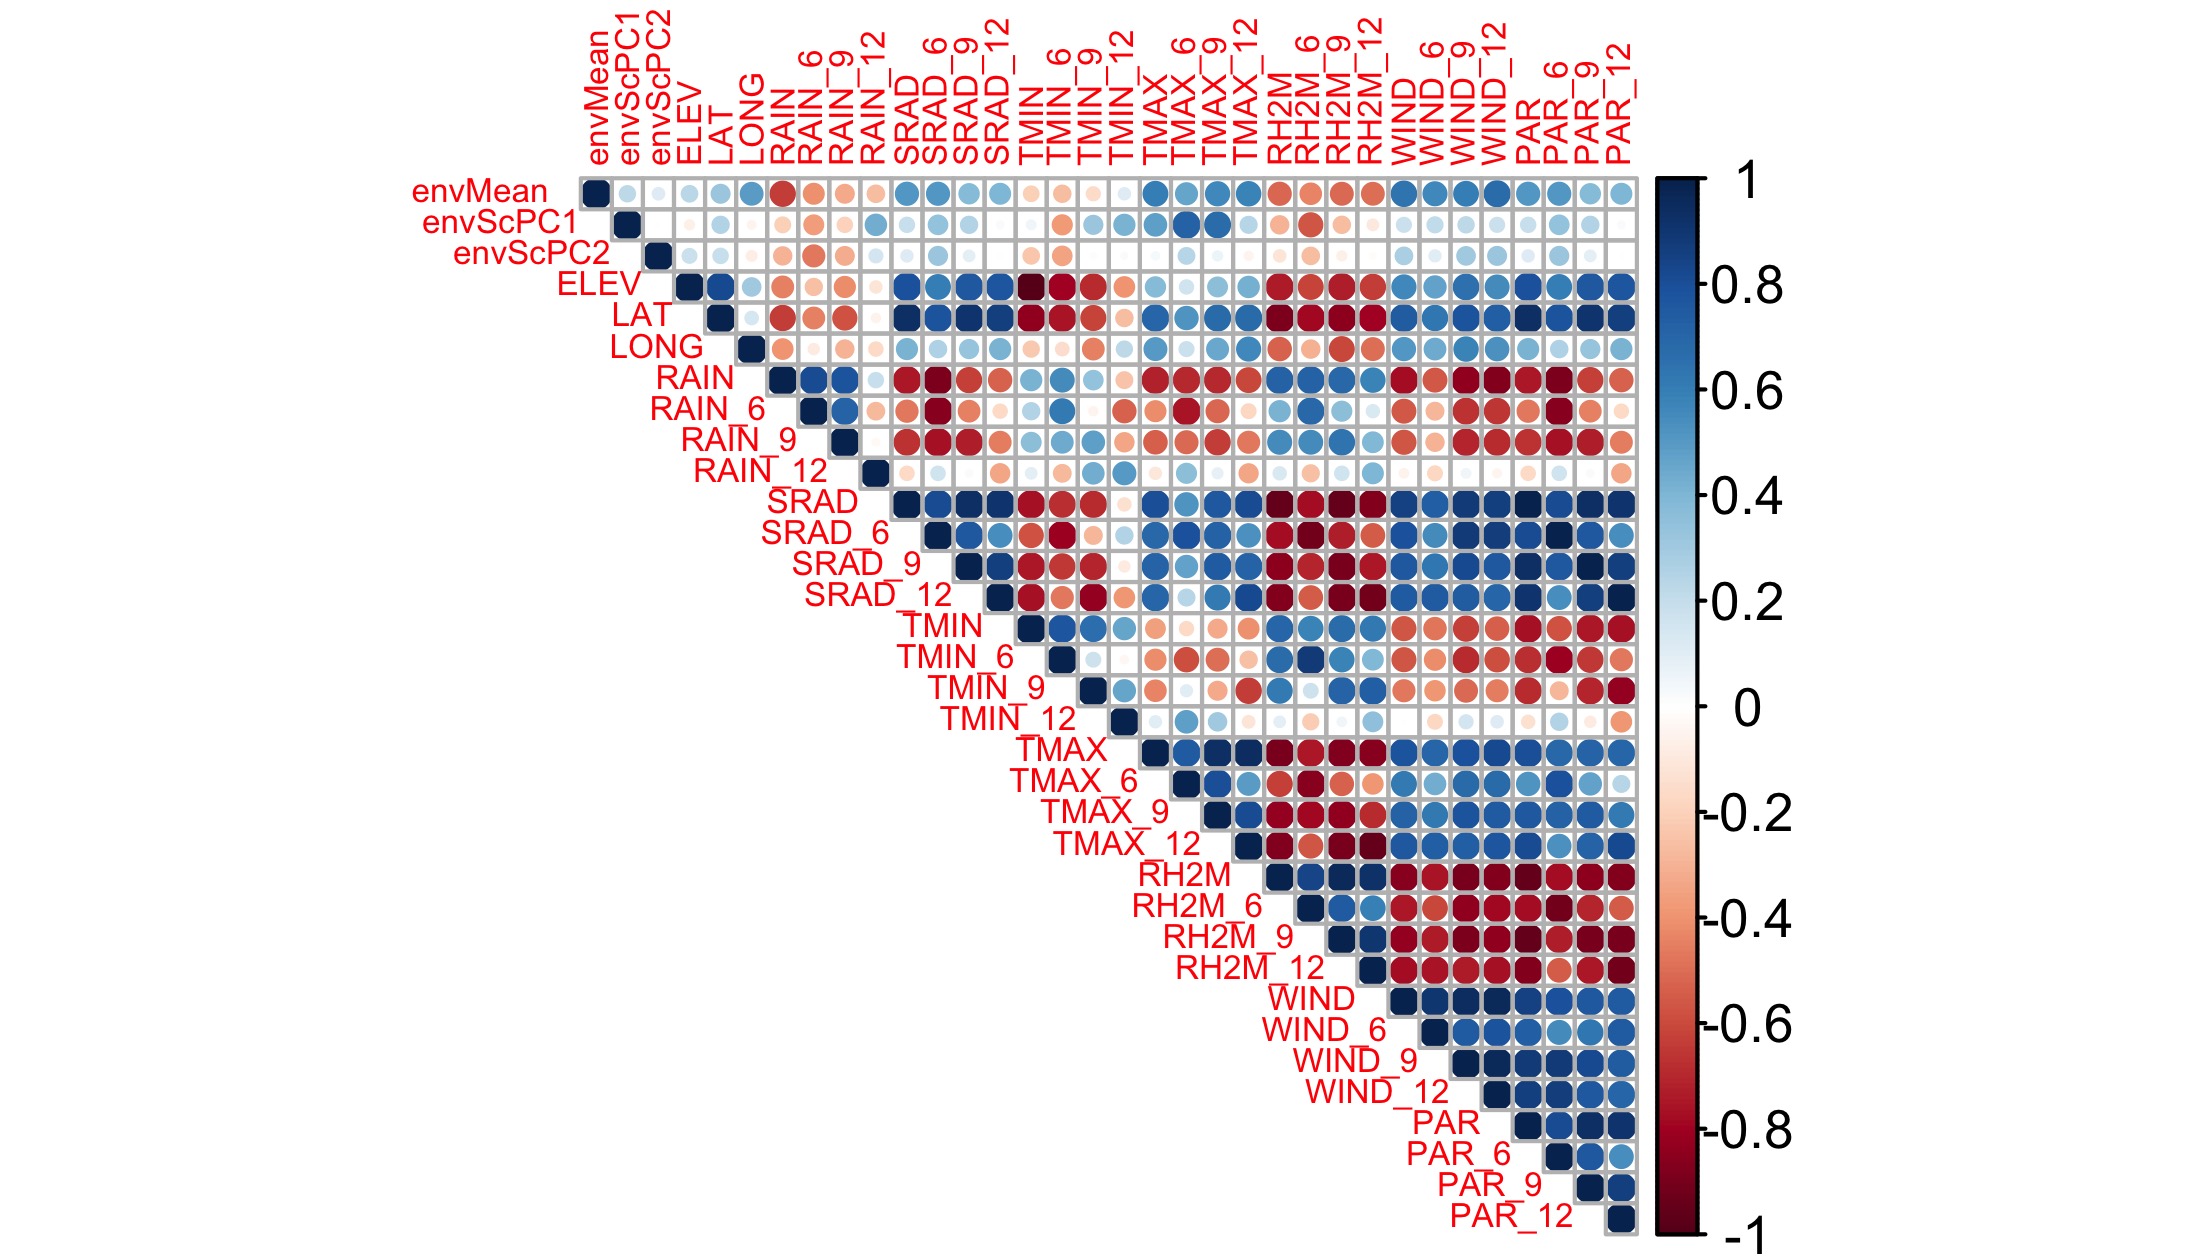 envMean
envScPC1
envScPC2
ELEV
LAT
LONG
RAIN
RAIN_6
RAIN_9
RAIN_12
SRAD
SRAD_6
SRAD_9
SRAD_12
TMIN
TMIN_6
TMIN_9
TMIN_12
TMAX
TMAX_6
TMAX_9
TMAX_12
RH2M
RH2M_6
RH2M_9
RH2M_12
WIND
WIND_6
WIND_9
WIND_12
PAR
PAR_6
PAR_9
PAR_12
envMean
envScPC1
envScPC2
ELEV
LAT
LONG
RAIN
RAIN_6
RAIN_9
RAIN_12
SRAD
SRAD_6
SRAD_9
SRAD_12
TMIN
TMIN_6
TMIN_9
TMIN_12
TMAX
TMAX_6
TMAX_9
TMAX_12
RH2M
RH2M_6
RH2M_9
RH2M_12
WIND
WIND_6
WIND_9
WIND_12
PAR
PAR_6
PAR_9
PAR_12
1
0.8
0.6
0.4
0.2
0
-0.2
-0.4
-0.6
-0.8
-1